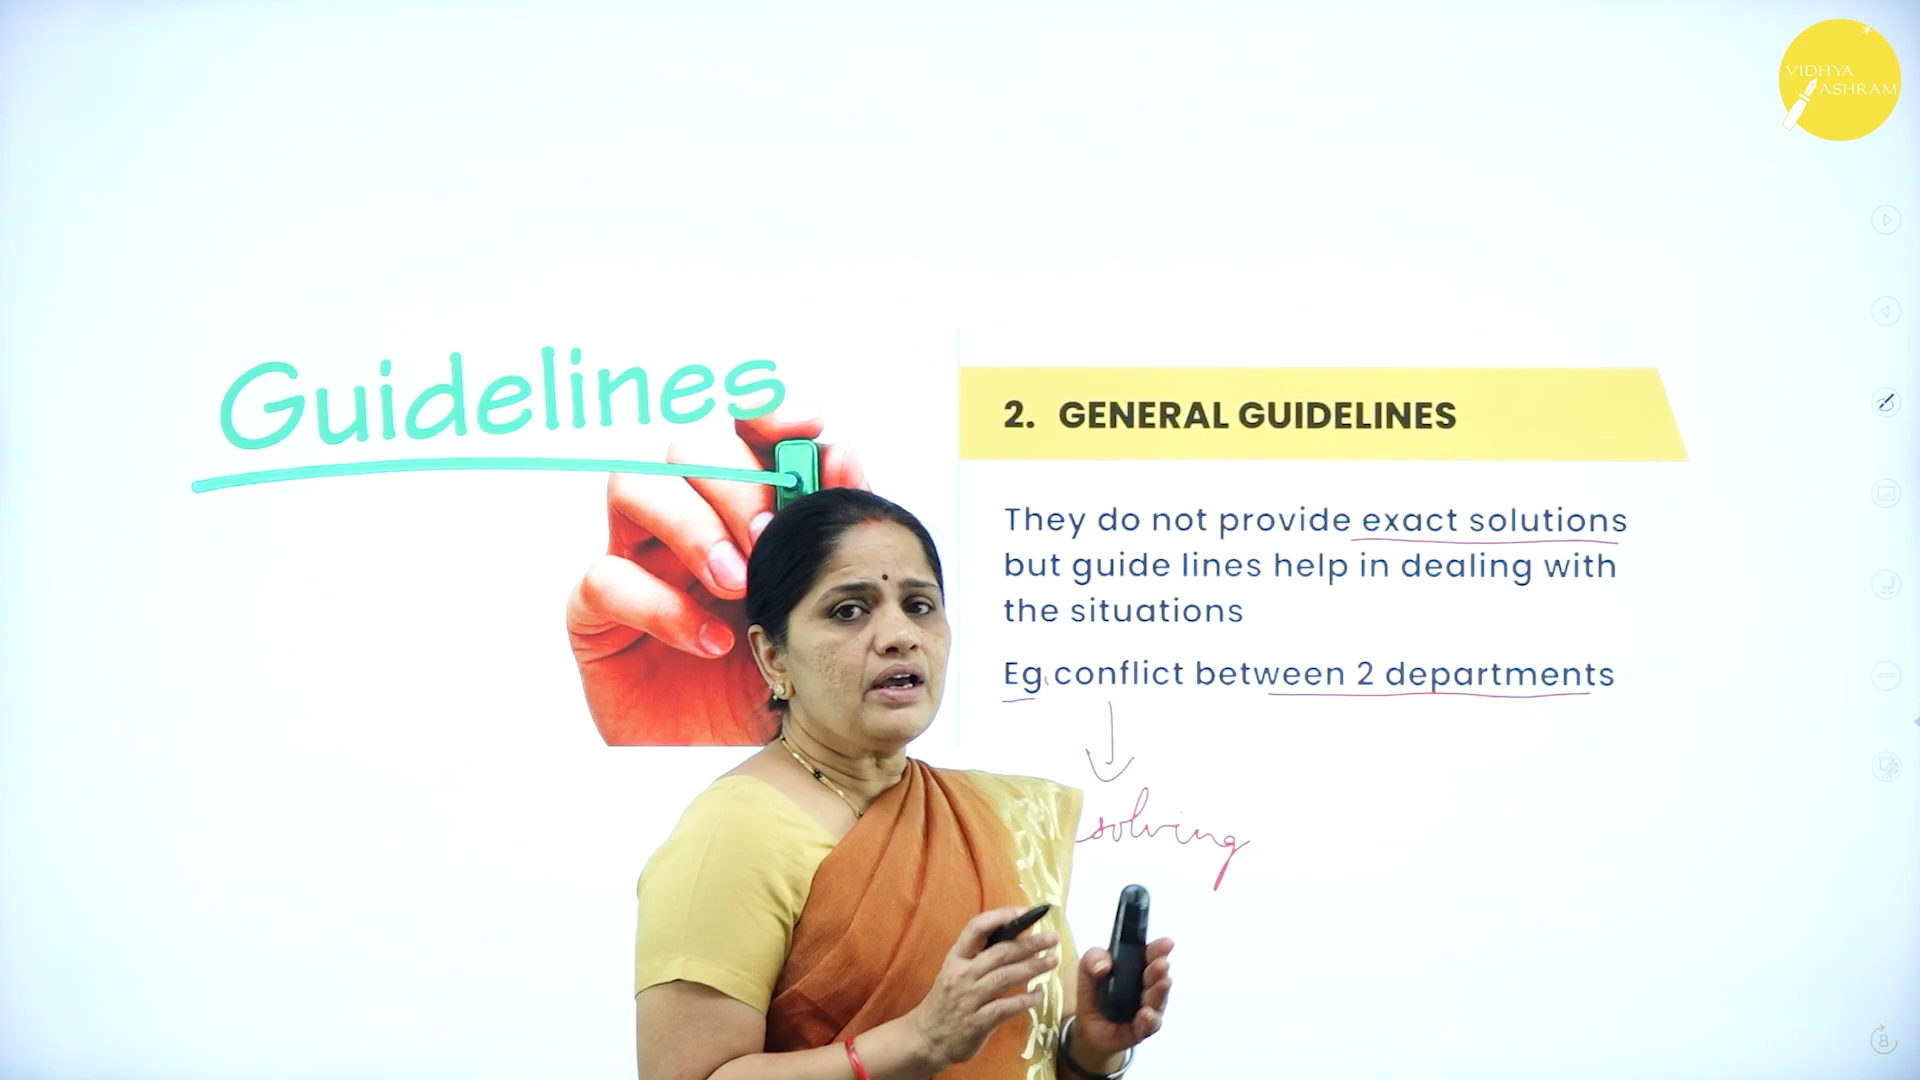 VIDHYA
ASHRAM
Guidelines
2. GENERAL GUIDELINES
They do not provide exact solutions
but guide lines help in dealing with
the situations
Eg. conflict between 2 departments
solving
8